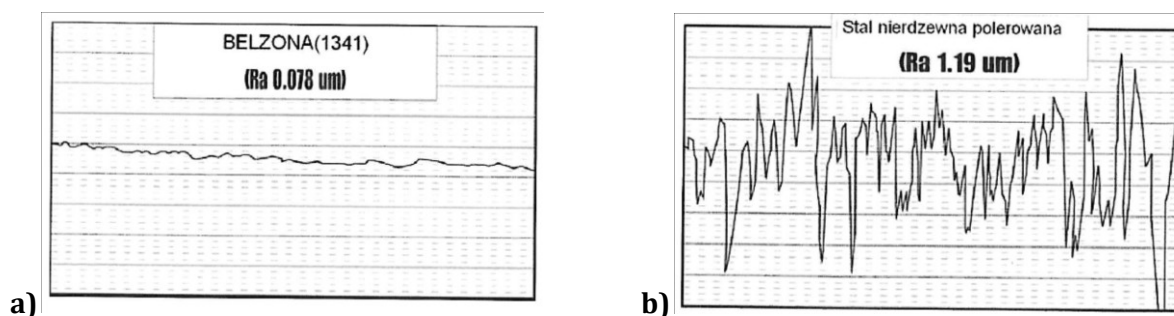 BELZONA(1341)
(Ra 0.078 um)
a)
Stal nierdzewna polerowana
(Ra 1.19 um)
b)